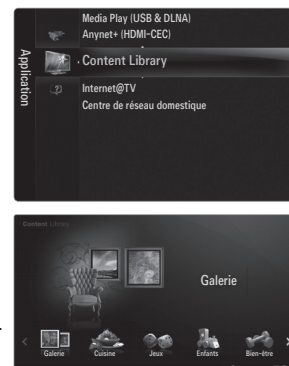 Media Play (USB & DLNA)
Anynet+ (HDMI-CEC)
Application
Content Library
Internet@TV
Centre de réseau domestique
Content Library
Galerie
Galerie
Cuisine
Jeux
Enfants
Bien-être